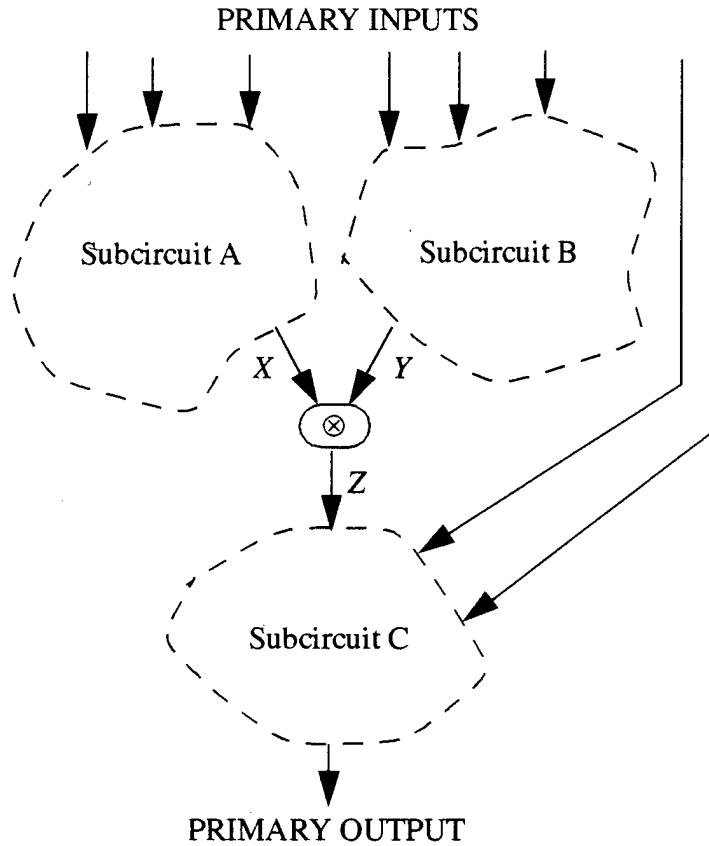 PRIMARY INPUTS
Subcircuit A
Subcircuit B
X
Y
⊗
Z
Subcircuit C
PRIMARY OUTPUT